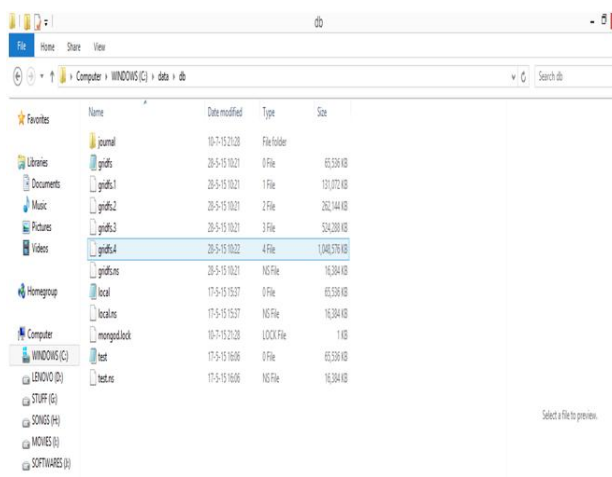 db
File Home Share View
Computer WINDOWS (C:) data db
Search db
Name Date modified Type Size
Favorites
journal 10-7-15 21:28 File folder
gridfs 28-5-15 10:21 0 File 65,536 KB
Libraries
gridfs.1 28-5-15 10:21 1 File 131,072 KB
Documents
gridfs.2 28-5-15 10:21 2 File 262,144 KB
Music
gridfs.3 28-5-15 10:21 3 File 524,288 KB
Pictures
gridfs.4 28-5-15 10:22 4 File 1,048,576 KB
Videos
gridfs.ns 28-5-15 10:21 NS File 16,384 KB
Homegroup
local 17-5-15 15:37 0 File 65,536 KB
local.ns 17-5-15 15:37 NS File 16,384 KB
Computer
mongod.lock 10-7-15 21:28 LOCK File 1 KB
WINDOWS (C:)
test 17-5-15 16:06 0 File 65,536 KB
LENOVO (D:)
test.ns 17-5-15 16:06 NS File 16,384 KB
STUFF (G:)
SONGS (H:)
MOVIES (I:)
SOFTWARES (J:)
Select a file to preview.